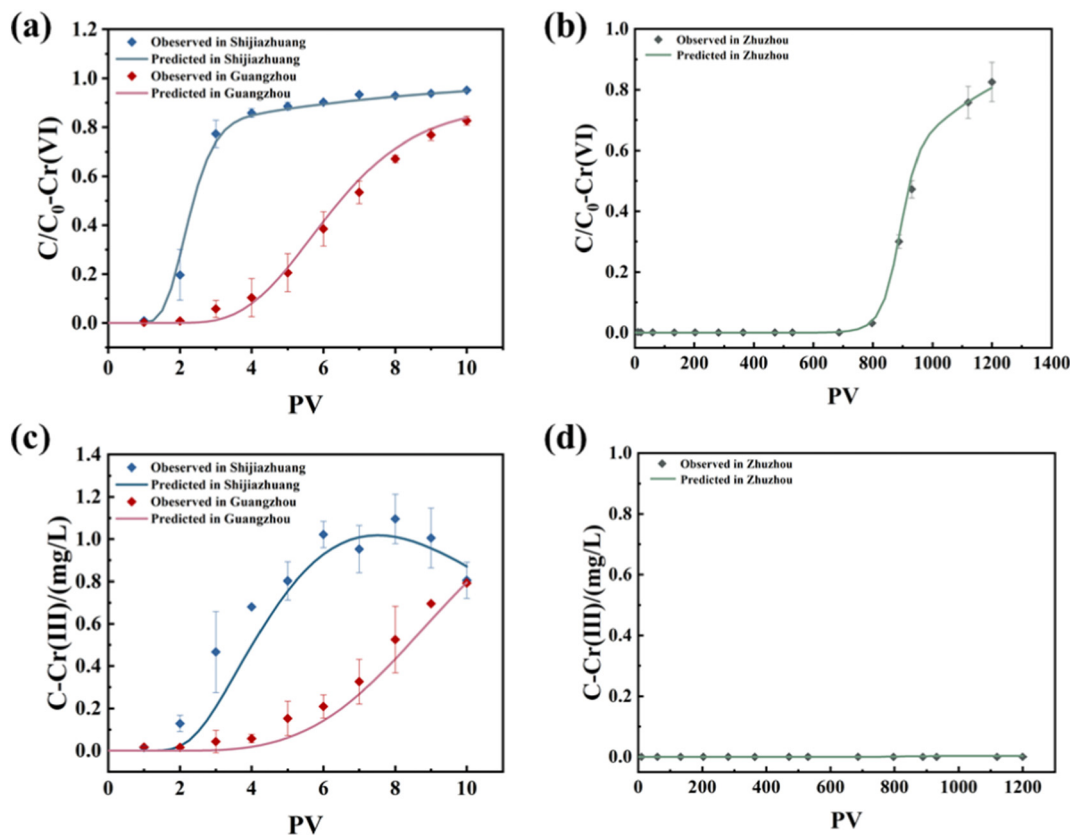 (a)
1.2
1.0
0.8
0.6
0.4
0.2
0.0
C/C₀-Cr(VI)
Obeserved in Shijiazhuang
Predicted in Shijiazhuang
Obeserved in Guangzhou
Predicted in Guangzhou
0 2 4 6 8 10
PV
(b)
1.0
0.8
0.6
0.4
0.2
0.0
C/C₀-Cr(VI)
Observed in Zhuzhou
Predicted in Zhuzhou
0 200 400 600 800 1000 1200 1400
PV
(c)
1.4
1.2
1.0
0.8
0.6
0.4
0.2
0.0
C-Cr(III)/(mg/L)
Obeserved in Shijiazhuang
Predicted in Shijiazhuang
Obeserved in Guangzhou
Predicted in Guangzhou
0 2 4 6 8 10
PV
(d)
1.0
0.8
0.6
0.4
0.2
0.0
C-Cr(III)/(mg/L)
Observed in Zhuzhou
Predicted in Zhuzhou
0 200 400 600 800 1000 1200
PV